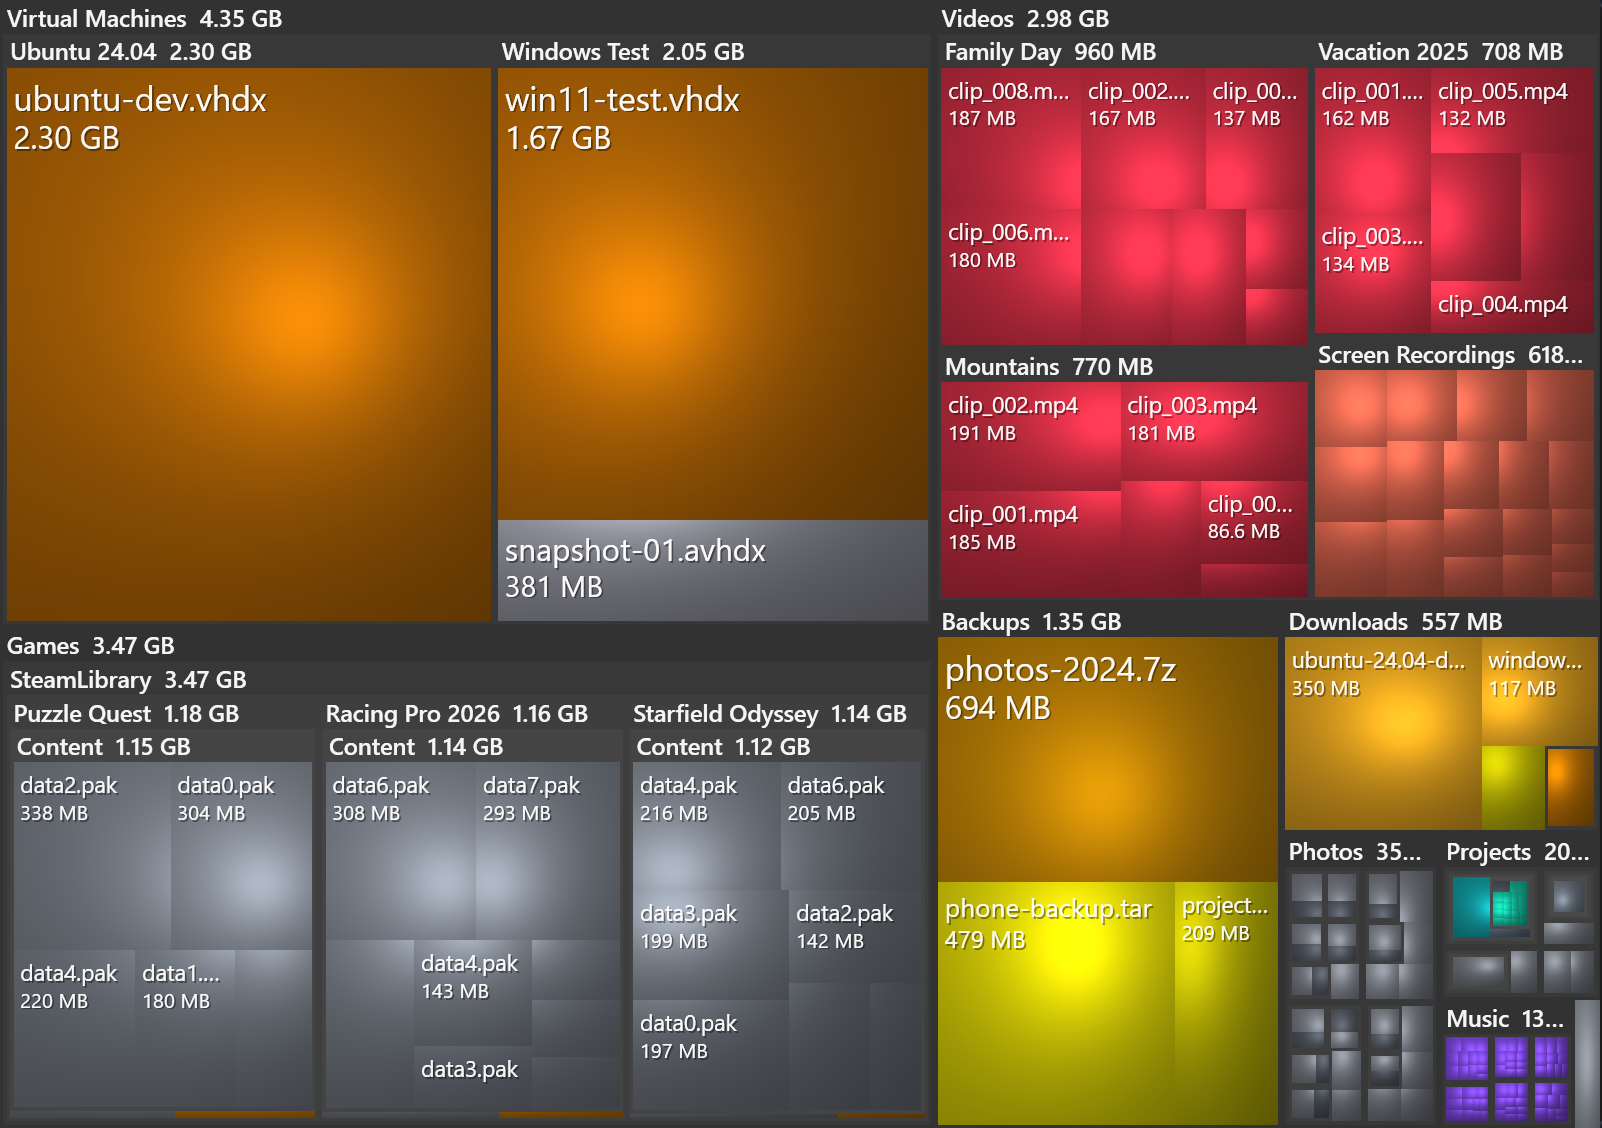 Virtual Machines 4.35 GB
Ubuntu 24.04 2.30 GB
ubuntu-dev.vhdx
2.30 GB
Windows Test 2.05 GB
win11-test.vhdx
1.67 GB
snapshot-01.avhdx
381 MB
Games 3.47 GB
SteamLibrary 3.47 GB
Puzzle Quest 1.18 GB
Content 1.15 GB
data2.pak
338 MB
data0.pak
304 MB
data4.pak
220 MB
data1....
180 MB
Racing Pro 2026 1.16 GB
Content 1.14 GB
data6.pak
308 MB
data7.pak
293 MB
data4.pak
143 MB
data3.pak
Starfield Odyssey 1.14 GB
Content 1.12 GB
data4.pak
216 MB
data6.pak
205 MB
data3.pak
199 MB
data2.pak
142 MB
data0.pak
197 MB
Videos 2.98 GB
Family Day 960 MB
clip_008.m...
187 MB
clip_002....
167 MB
clip_00...
137 MB
clip_006.m...
180 MB
Vacation 2025 708 MB
clip_001....
162 MB
clip_005.mp4
132 MB
clip_003....
134 MB
clip_004.mp4
Mountains 770 MB
clip_002.mp4
191 MB
clip_003.mp4
181 MB
clip_001.mp4
185 MB
clip_00...
86.6 MB
Screen Recordings 618...
Backups 1.35 GB
photos-2024.7z
694 MB
phone-backup.tar
479 MB
project...
209 MB
Downloads 557 MB
ubuntu-24.04-d...
350 MB
window...
117 MB
Photos 35...
Projects 20...
Music 13...